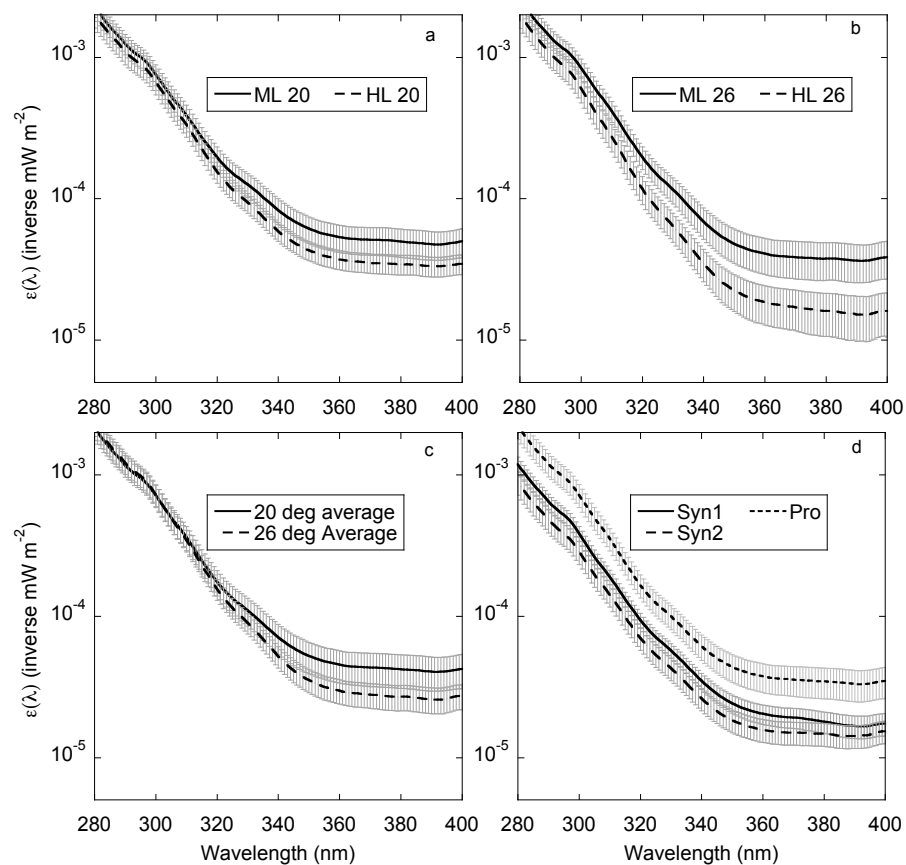 a
10^-3
ML 20 HL 20
10^-4
10^-5
ε(λ) (inverse mW m^-2)
280 300 320 340 360 380 400
b
ML 26 HL 26
280 300 320 340 360 380 400
c
10^-3
20 deg average
26 deg Average
10^-4
10^-5
ε(λ) (inverse mW m^-2)
280 300 320 340 360 380 400
Wavelength (nm)
d
Syn1 Pro
Syn2
280 300 320 340 360 380 400
Wavelength (nm)